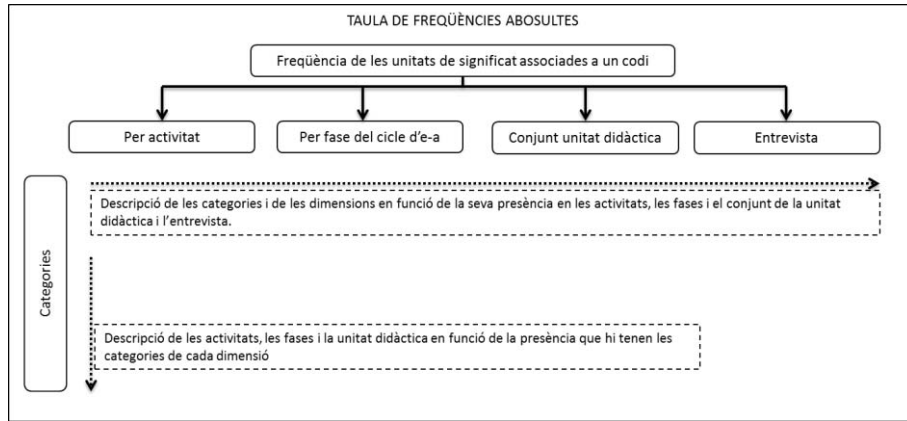 TAULA DE FREQÜÈNCIES ABOSULTES
Freqüència de les unitats de significat associades a un codi
Per activitat
Per fase del cicle d'e-a
Conjunt unitat didàctica
Entrevista
Categories
Descripció de les categories i de les dimensions en funció de la seva presència en les activitats, les fases i el conjunt de la unitat
didàctica i l'entrevista.
Descripció de les activitats, les fases i la unitat didàctica en funció de la presència que hi tenen les
categories de cada dimensió